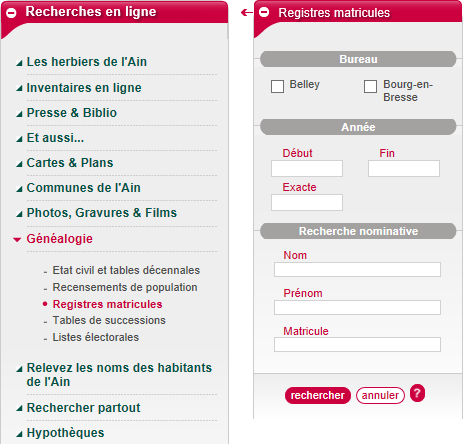 Recherches en ligne
Les herbiers de l'Ain
Inventaires en ligne
Presse & Biblio
Et aussi...
Cartes & Plans
Communes de l'Ain
Photos, Gravures & Films
Généalogie
- Etat civil et tables décennales
- Recensements de population
• Registres matricules
- Tables de successions
- Listes électorales
Relevez les noms des habitants
de l'Ain
Rechercher partout
Hypothèques
Registres matricules
Bureau
Belley
Bourg-en-
Bresse
Année
Début Fin
Exacte
Recherche nominative
Nom
Prénom
Matricule
rechercher annuler ?